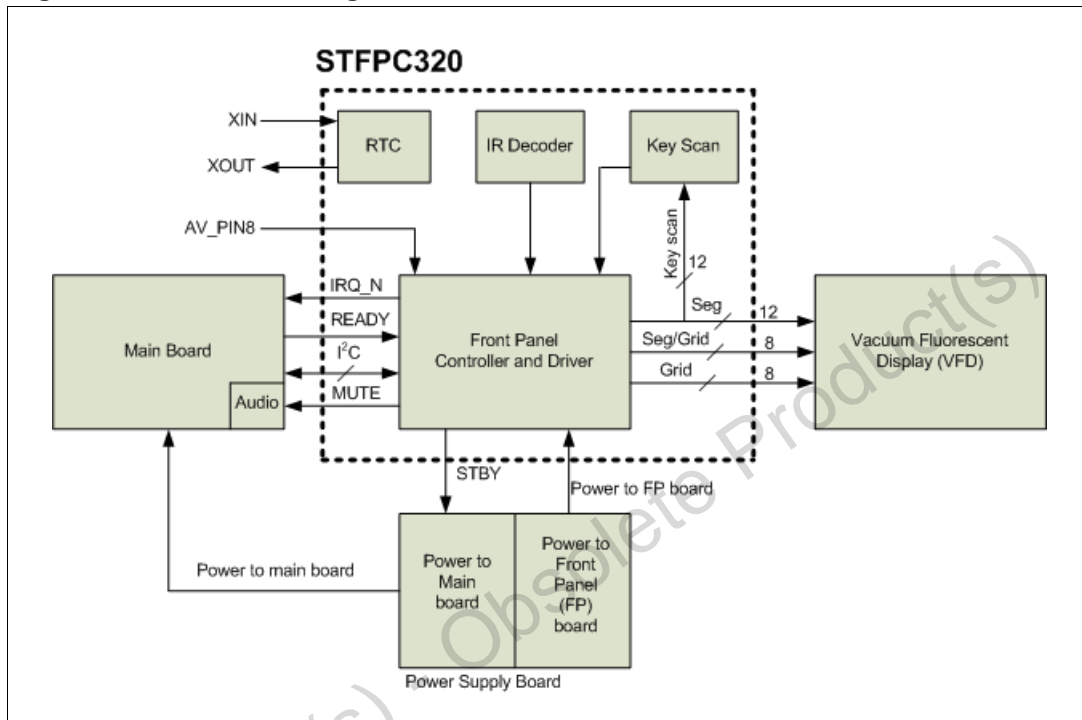 STFPC320
XIN
XOUT
RTC
IR Decoder
Key Scan
AV_PIN8
Key scan
12
Main Board
Audio
IRQ_N
READY
I²C
MUTE
Front Panel
Controller and Driver
Seg
12
Seg/Grid
8
Grid
8
Vacuum Fluorescent
Display (VFD)
STBY
Power to FP board
Power to main board
Power to
Main
board
Power to
Front
Panel
(FP)
board
Power Supply Board
(s) - Obsolete Product(s)